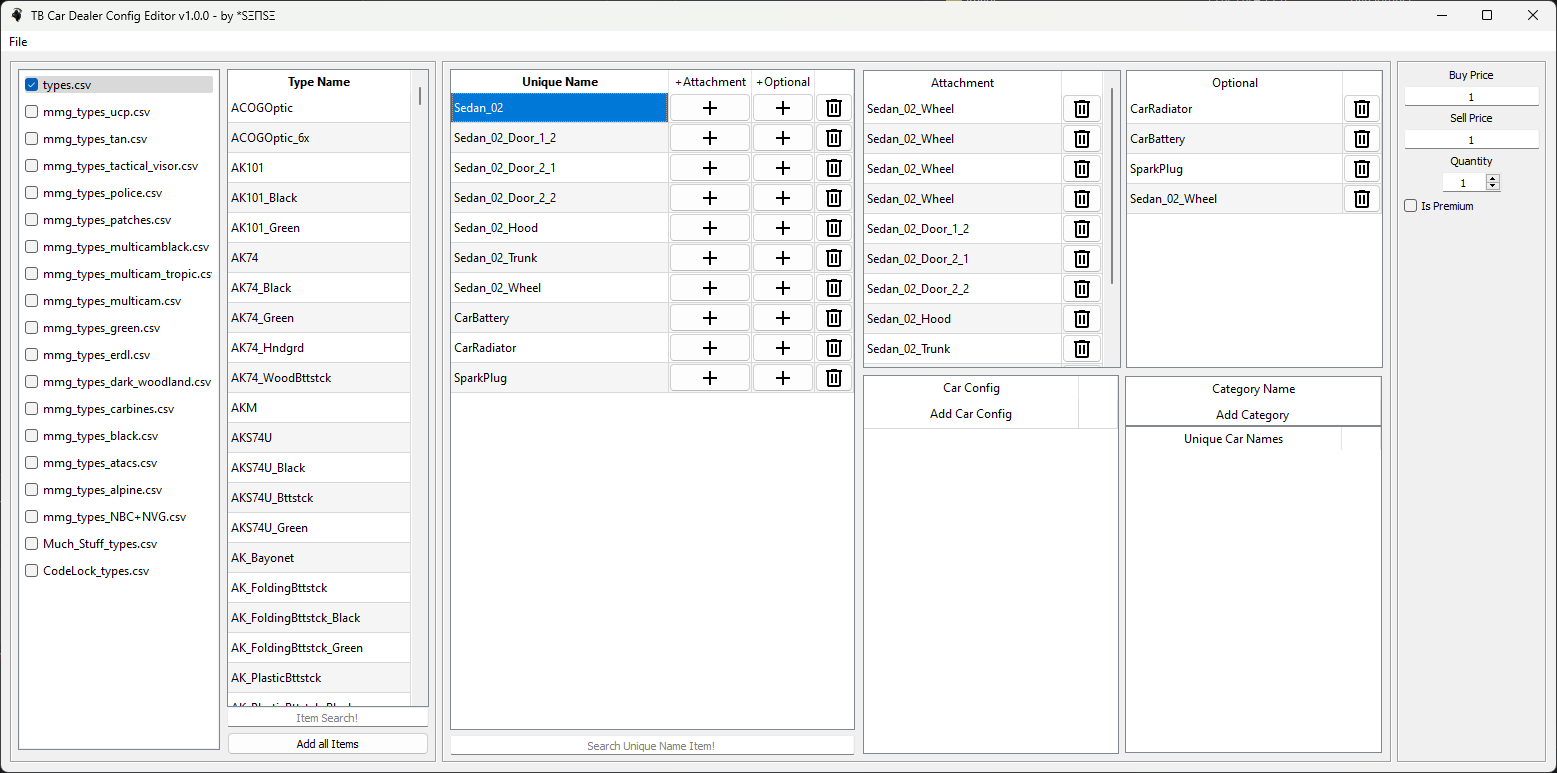 TB Car Dealer Config Editor v1.0.0 - by *SΞΠSΞ
File
types.csv
mmg_types_ucp.csv
mmg_types_tan.csv
mmg_types_tactical_visor.csv
mmg_types_police.csv
mmg_types_patches.csv
mmg_types_multicamblack.csv
mmg_types_multicam_tropic.cs
mmg_types_multicam.csv
mmg_types_green.csv
mmg_types_erdl.csv
mmg_types_dark_woodland.csv
mmg_types_carbines.csv
mmg_types_black.csv
mmg_types_atacs.csv
mmg_types_alpine.csv
mmg_types_NBC+NVG.csv
Much_Stuff_types.csv
CodeLock_types.csv
Type Name
ACOGOptic
ACOGOptic_6x
AK101
AK101_Black
AK101_Green
AK74
AK74_Black
AK74_Green
AK74_Hndgrd
AK74_WoodBttstck
AKM
AKS74U
AKS74U_Black
AKS74U_Bttstck
AKS74U_Green
AK_Bayonet
AK_FoldingBttstck
AK_FoldingBttstck_Black
AK_FoldingBttstck_Green
AK_PlasticBttstck
Item Search!
Add all Items
Unique Name +Attachment +Optional
Sedan_02
Sedan_02_Door_1_2
Sedan_02_Door_2_1
Sedan_02_Door_2_2
Sedan_02_Hood
Sedan_02_Trunk
Sedan_02_Wheel
CarBattery
CarRadiator
SparkPlug
Search Unique Name Item!
Attachment
Sedan_02_Wheel
Sedan_02_Wheel
Sedan_02_Wheel
Sedan_02_Wheel
Sedan_02_Door_1_2
Sedan_02_Door_2_1
Sedan_02_Door_2_2
Sedan_02_Hood
Sedan_02_Trunk
Optional
CarRadiator
CarBattery
SparkPlug
Sedan_02_Wheel
Car Config
Add Car Config
Category Name
Add Category
Unique Car Names
Buy Price
1
Sell Price
1
Quantity
1
Is Premium